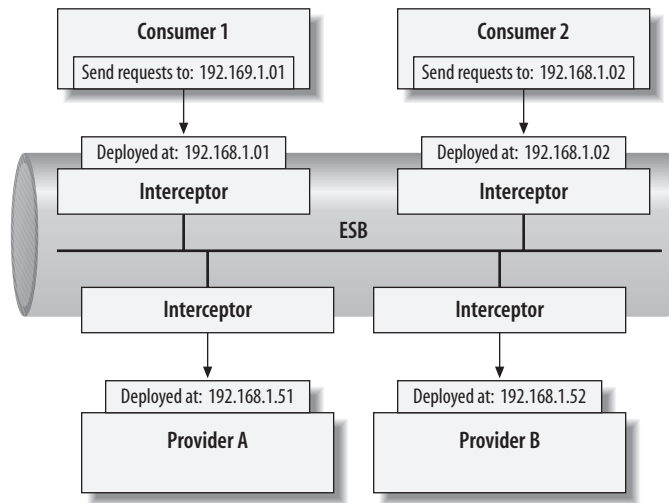 Consumer 1
Send requests to: 192.169.1.01
Consumer 2
Send requests to: 192.168.1.02
Deployed at: 192.168.1.01
Interceptor
Deployed at: 192.168.1.02
Interceptor
ESB
Interceptor
Interceptor
Deployed at: 192.168.1.51
Provider A
Deployed at: 192.168.1.52
Provider B